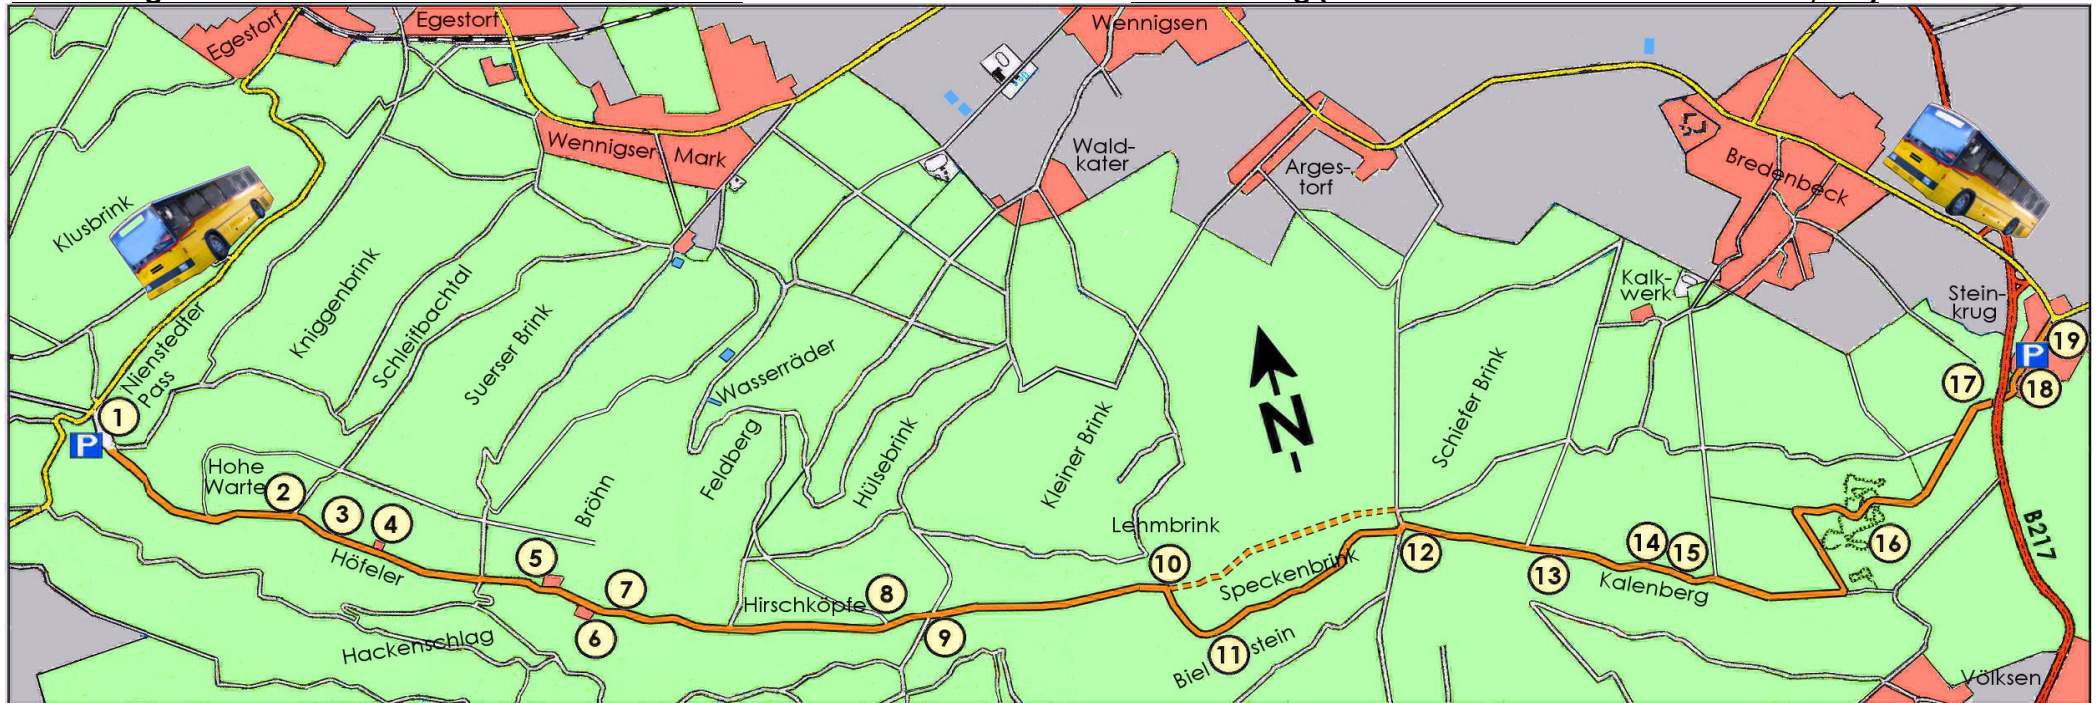 Egestorf
Egestorf
Wennigsen
Wennigser Mark
Wald-
kater
Arges-
torf
Bredenbeck
Klusbrink
Kniggenbrink
Schleifbachtal
Suerser Brink
Nienstedter
Pass
Wasserräder
Feldberg
Hülsebrink
Kleiner Brink
N
Schiefer Brink
Kalk-
werk
Stein-
krug
19
P
18
17
1
P
Hohe
Warte
2
3
4
Höfeler
Bröhn
5
6
7
Hirschköpfe
8
9
Lehmbrink
10
Speckenbrink
11
Bielstein
12
13
14
15
Kalenberg
16
B217
Hackenschlag
Völksen